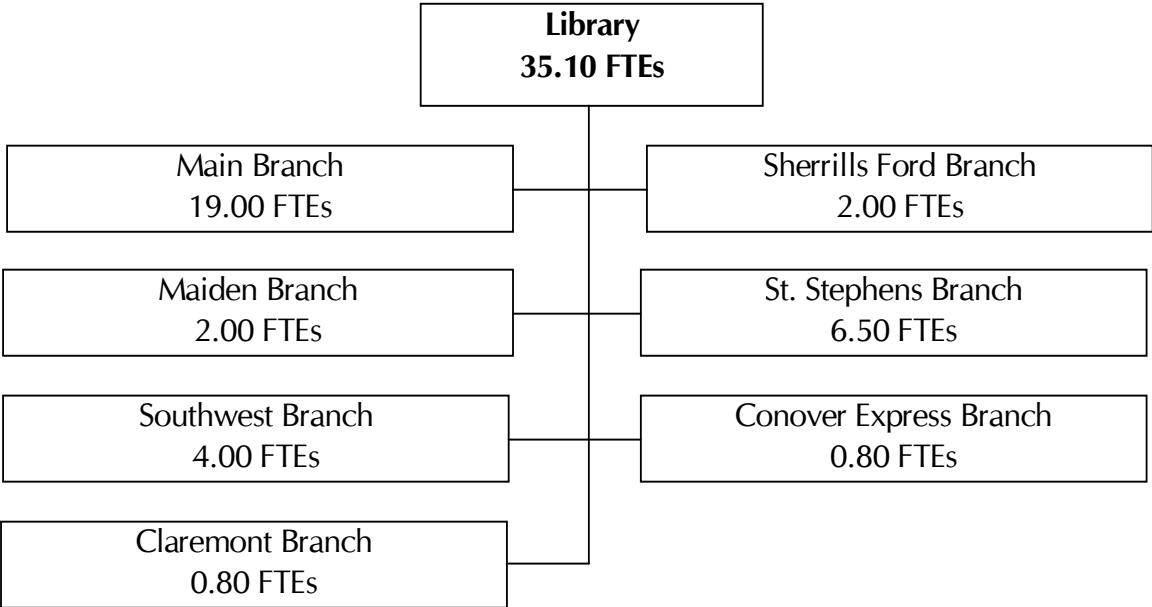 Library
35.10 FTEs
Main Branch
19.00 FTEs
Sherrills Ford Branch
2.00 FTEs
Maiden Branch
2.00 FTEs
St. Stephens Branch
6.50 FTEs
Southwest Branch
4.00 FTEs
Conover Express Branch
0.80 FTEs
Claremont Branch
0.80 FTEs